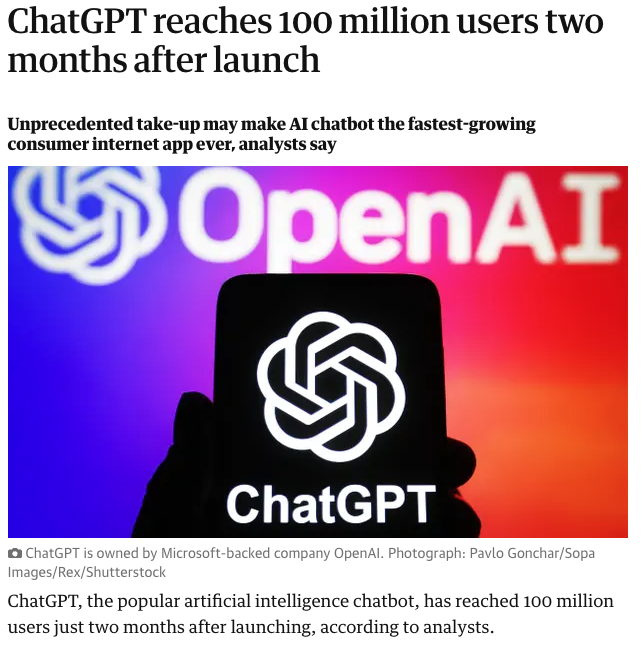 ChatGPT reaches 100 million users two
months after launch
Unprecedented take-up may make AI chatbot the fastest-growing
consumer internet app ever, analysts say
OpenAI
ChatGPT
ChatGPT is owned by Microsoft-backed company OpenAI. Photograph: Pavlo Gonchar/Sopa
Images/Rex/Shutterstock
ChatGPT, the popular artificial intelligence chatbot, has reached 100 million
users just two months after launching, according to analysts.